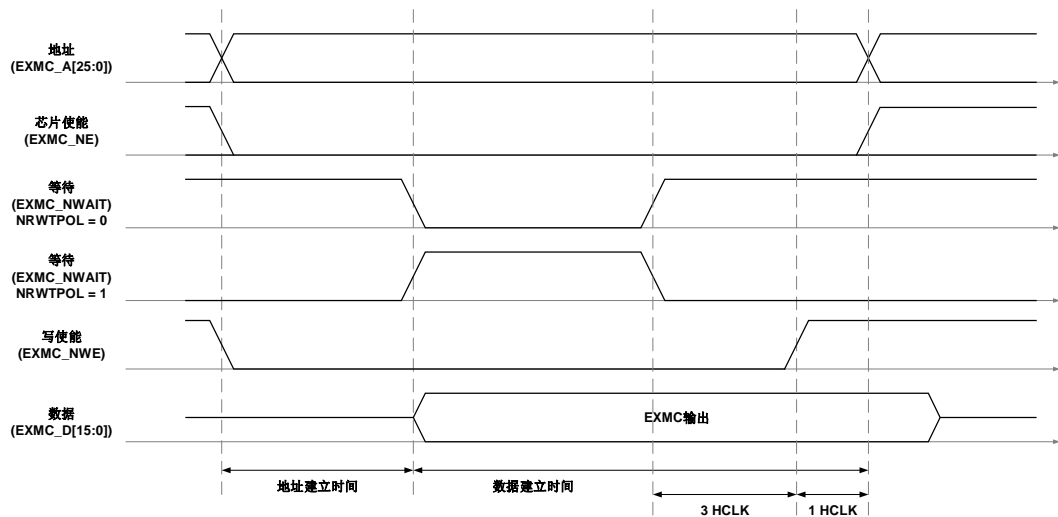 地址
(EXMC_A[25:0])
芯片使能
(EXMC_NE)
等待
(EXMC_NWAIT)
NRWTPOL = 0
等待
(EXMC_NWAIT)
NRWTPOL = 1
写使能
(EXMC_NWE)
数据
(EXMC_D[15:0])
EXMC输出
地址建立时间
数据建立时间
3 HCLK
1 HCLK